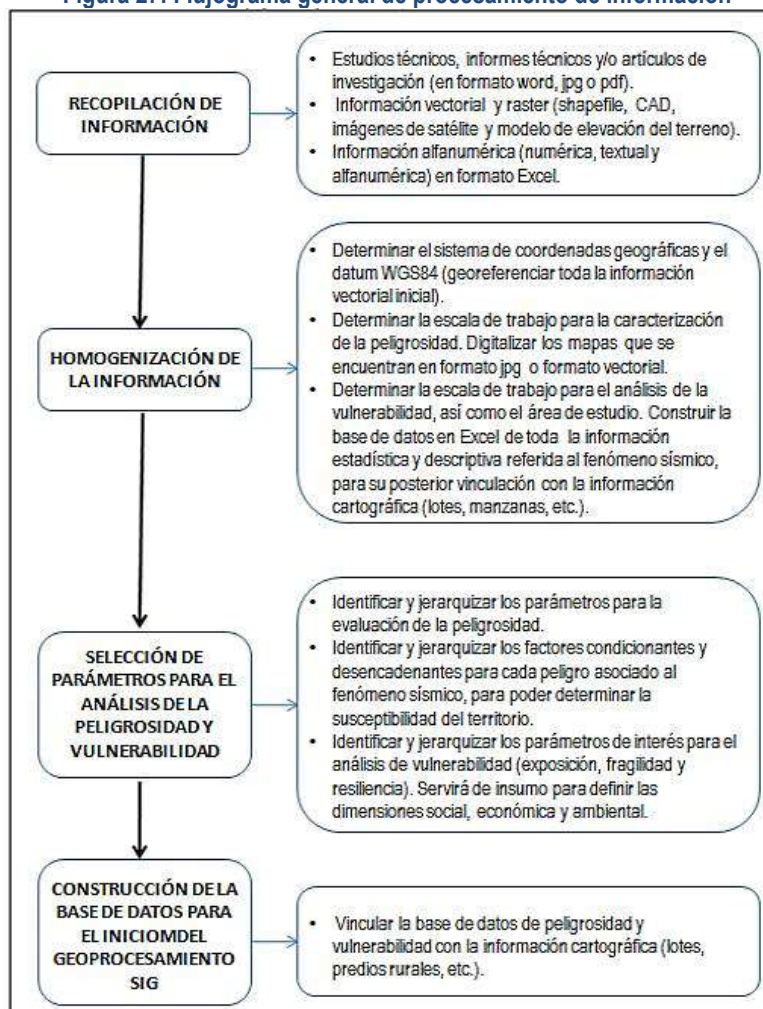 Figura 27: Flujograma general de procesamiento de información
RECOPILACIÓN DE
INFORMACIÓN
• Estudios técnicos, informes técnicos y/o artículos de
investigación (en formato word, jpg o pdf).
• Información vectorial y raster (shapefile, CAD,
imágenes de satélite y modelo de elevación del terreno).
• Información alfanumérica (numérica, textual y
alfanumérica) en formato Excel.
HOMOGENIZACIÓN DE
LA INFORMACIÓN
• Determinar el sistema de coordenadas geográficas y el
datum WGS84 (georeferenciar toda la información
vectorial inicial).
• Determinar la escala de trabajo para la caracterización
de la peligrosidad. Digitalizar los mapas que se
encuentran en formato jpg o formato vectorial.
• Determinar la escala de trabajo para el análisis de la
vulnerabilidad, así como el área de estudio. Construir la
base de datos en Excel de toda la información
estadística y descriptiva referida al fenómeno sísmico,
para su posterior vinculación con la información
cartográfica (lotes, manzanas, etc.).
SELECCIÓN DE
PARÁMETROS PARA EL
ANÁLISIS DE LA
PELIGROSIDAD Y
VULNERABILIDAD
• Identificar y jerarquizar los parámetros para la
evaluación de la peligrosidad.
• Identificar y jerarquizar los factores condicionantes y
desencadenantes para cada peligro asociado al
fenómeno sísmico, para poder determinar la
susceptibilidad del territorio.
• Identificar y jerarquizar los parámetros de interés para el
análisis de vulnerabilidad (exposición, fragilidad y
resiliencia). Servirá de insumo para definir las
dimensiones social, económica y ambiental.
CONSTRUCCIÓN DE LA
BASE DE DATOS PARA
EL INICIOMDEL
GEOPROCESAMIENTO
SIG
• Vincular la base de datos de peligrosidad y
vulnerabilidad con la información cartográfica (lotes,
predios rurales, etc.).